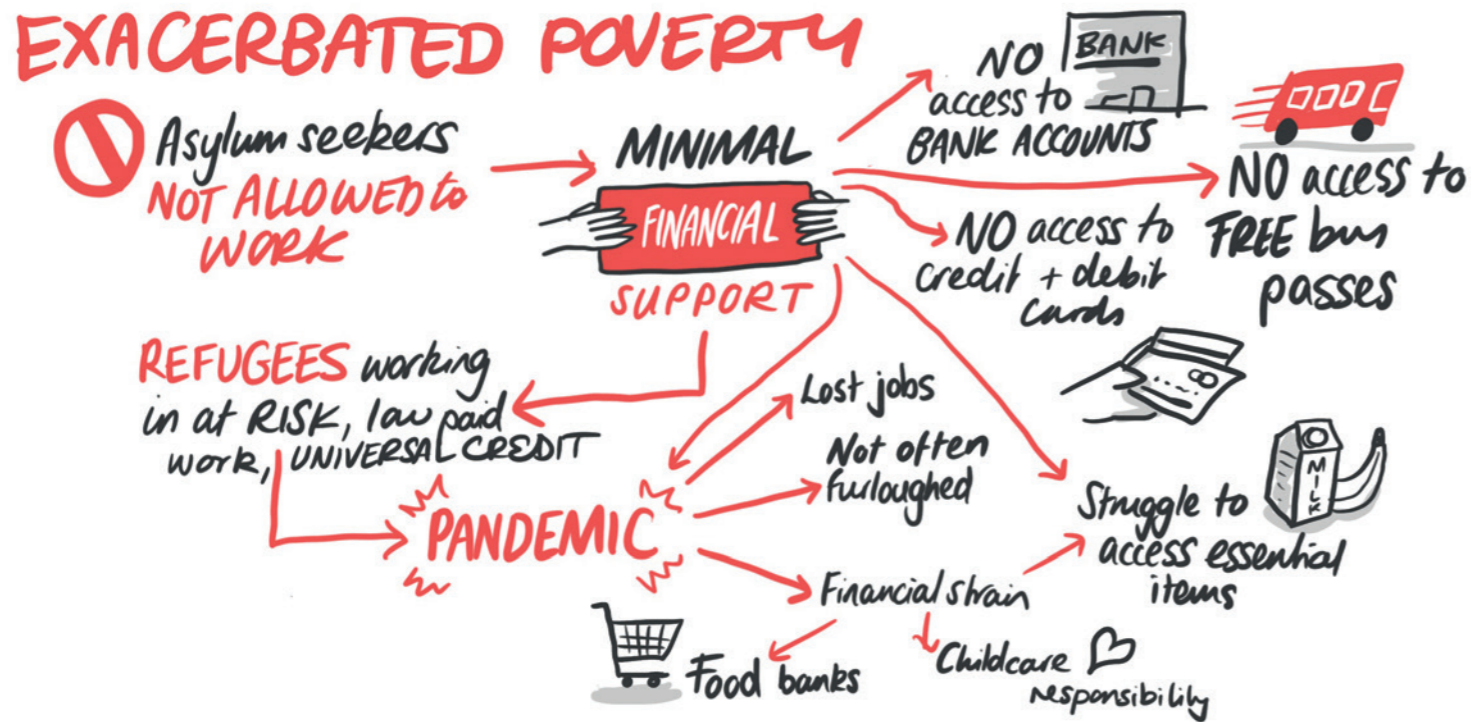 EXACERBATED POVERTY
Asylum seekers
NOT ALLOWED to
WORK
MINIMAL
FINANCIAL
SUPPORT
NO
access to
BANK ACCOUNTS
BANK
NO access to
FREE bus
passes
NO access to
credit + debit
cards
REFUGEES working
in at RISK, low paid
work, UNIVERSAL CREDIT
PANDEMIC
Lost jobs
Not often
furloughed
Financial strain
Struggle to
access essential
items
MILK
Food banks
Childcare
responsibility